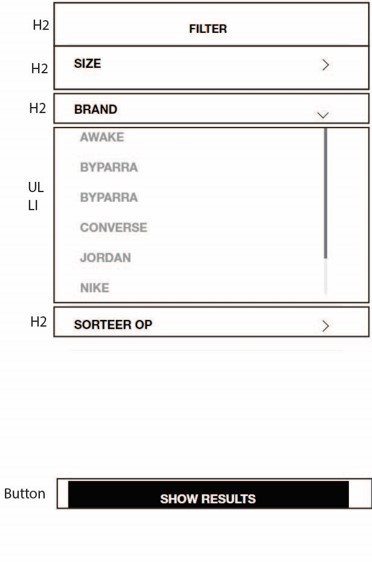 H2 FILTER
H2 SIZE
H2 BRAND
AWAKE
BYPARRA
UL
LI
BYPARRA
CONVERSE
JORDAN
NIKE
H2 SORTEER OP
Button SHOW RESULTS